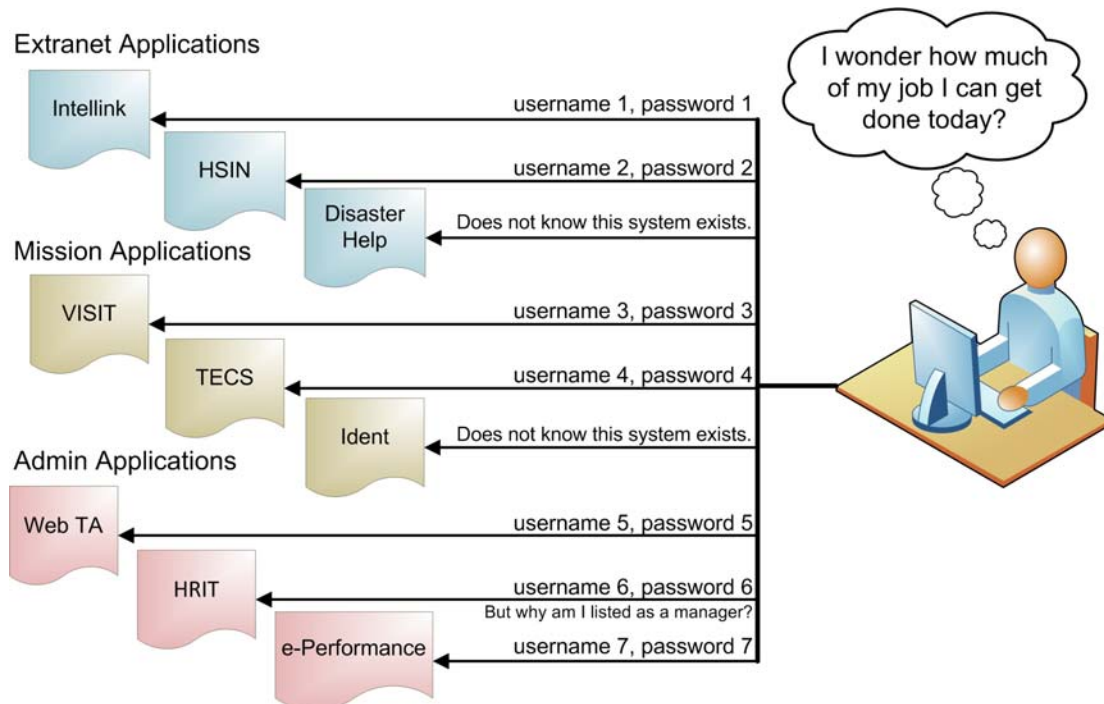 Extranet Applications
Intellink
username 1, password 1
HSIN
username 2, password 2
Disaster
Help
Does not know this system exists.
Mission Applications
VISIT
username 3, password 3
TECS
username 4, password 4
Ident
Does not know this system exists.
Admin Applications
Web TA
username 5, password 5
HRIT
username 6, password 6
But why am I listed as a manager?
e-Performance
username 7, password 7
I wonder how much
of my job I can get
done today?